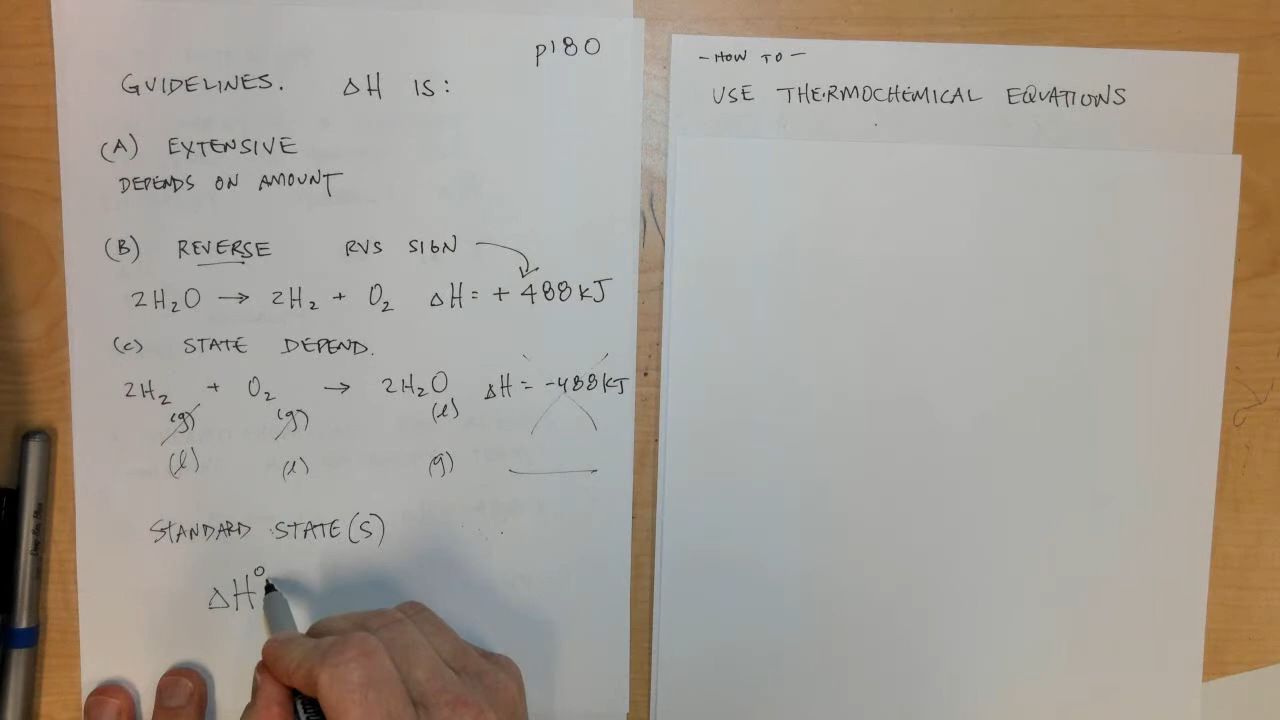 p180
GUIDELINES. ΔH IS:
(A) EXTENSIVE
DEPENDS ON AMOUNT
(B) REVERSE RVS SIGN
2H₂O → 2H₂ + O₂ ΔH = + 488 kJ
(c) STATE DEPEND.
2H₂ + O₂ → 2H₂O ΔH = -488 kJ
(g) (g) (l)
(l) (l) (g)
STANDARD STATE(S)
ΔH°
- HOW TO -
USE THERMOCHEMICAL EQUATIONS